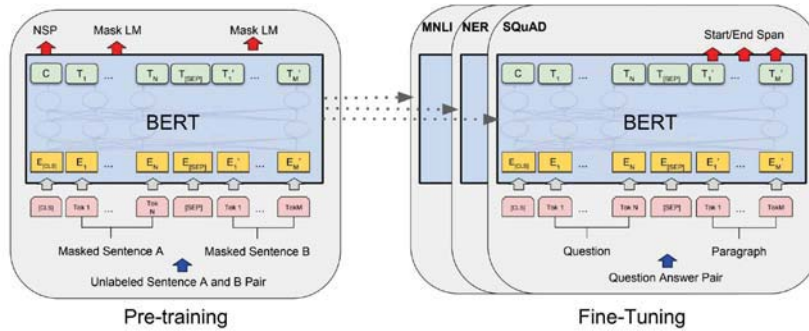 NSP Mask LM Mask LM
C T1 ... TN T[SEP] T1' ... TM'
BERT
E[CLS] E1 ... EN E[SEP] E1' ... EM'
[CLS] Tok 1 ... Tok N [SEP] Tok 1 ... TokM
Masked Sentence A Masked Sentence B
Unlabeled Sentence A and B Pair
Pre-training
MNLI NER SQuAD
Start/End Span
C T1 ... TN T[SEP] T1' ... TM'
BERT
E[CLS] E1 ... EN E[SEP] E1' ... EM'
[CLS] Tok 1 ... Tok N [SEP] Tok 1 ... TokM
Question Paragraph
Question Answer Pair
Fine-Tuning